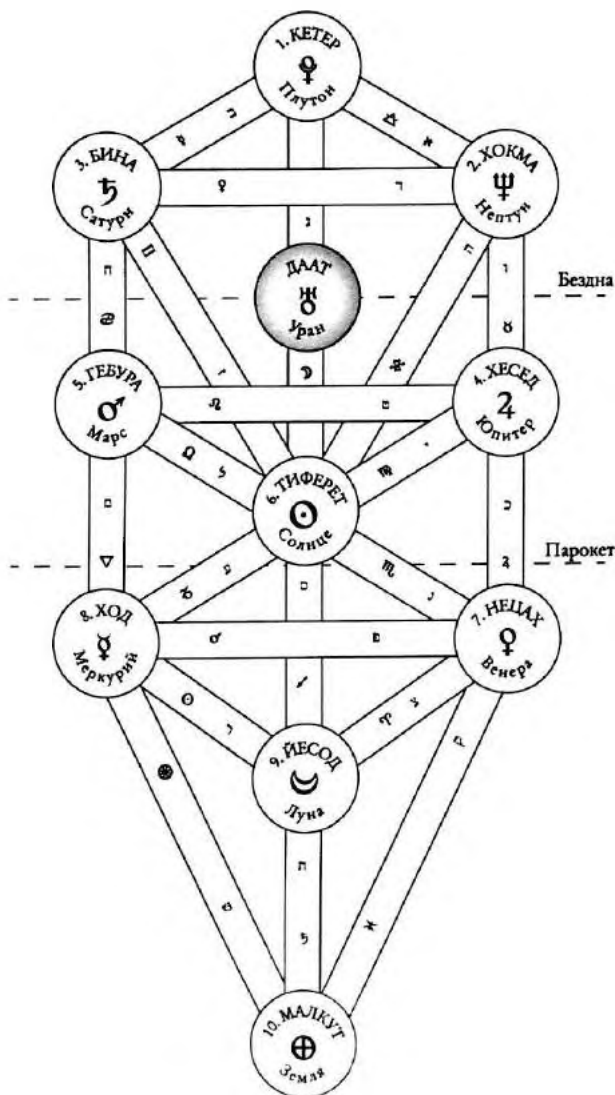 1. КЕТЕР
Плутон
3. БИНА
Сатурн
2. ХОКМА
Нептун
ДААТ
Уран
Бездна
5. ГЕБУРА
Марс
4. ХЕСЕД
Юпитер
6. ТИФЕРЕТ
Солнце
Парокет
8. ХОД
Меркурий
7. НЕЦАХ
Венера
9. ЙЕСОД
Луна
10. МАЛКУТ
Земля